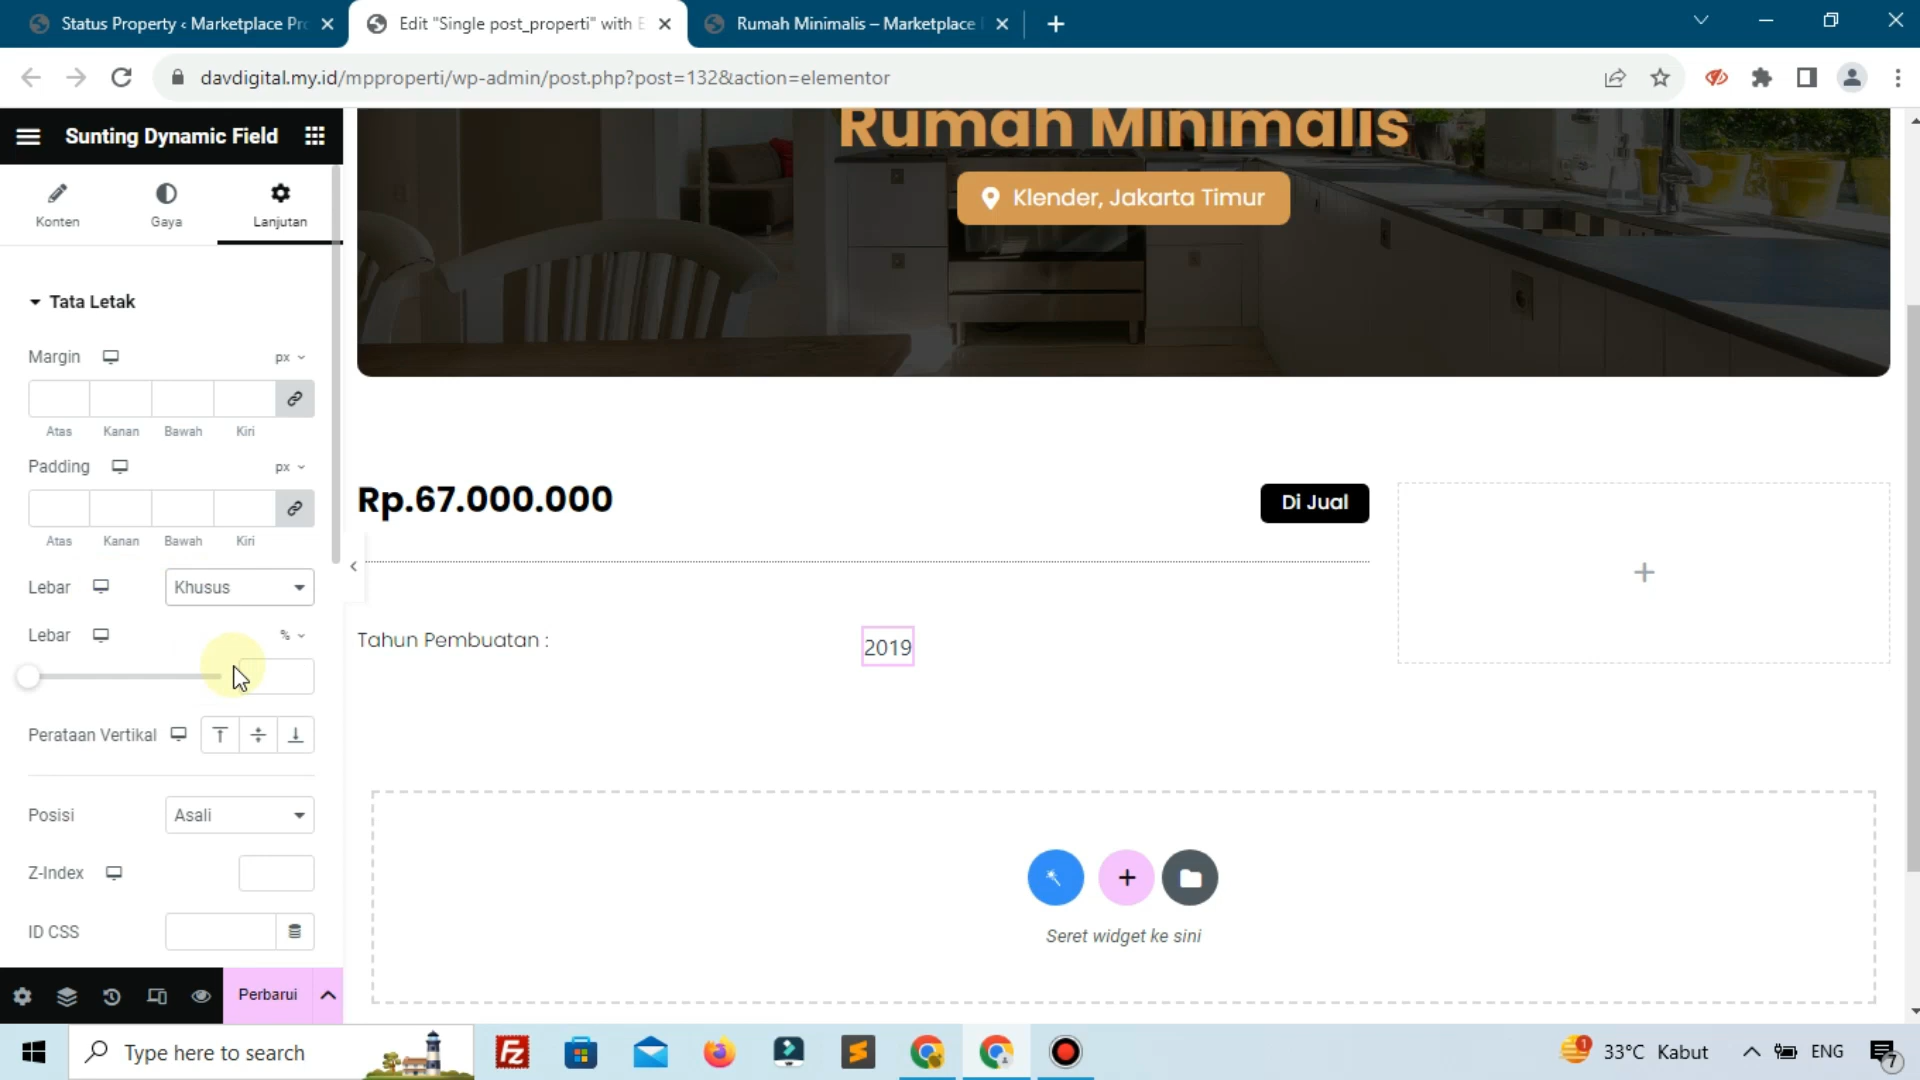 Status Property ‹ Marketplace Pr
Edit "Single post_properti" with E
Rumah Minimalis – Marketplace
davdigital.my.id/mpproperti/wp-admin/post.php?post=132&action=elementor
Sunting Dynamic Field
Konten
Gaya
Lanjutan
Tata Letak
Margin
px
Atas
Kanan
Bawah
Kiri
Padding
px
Atas
Kanan
Bawah
Kiri
Lebar
Khusus
Lebar
%
Perataan Vertikal
Posisi
Asali
Z-Index
ID CSS
Perbarui
Rumah Minimalis
Klender, Jakarta Timur
Rp.67.000.000
Di Jual
Tahun Pembuatan :
2019
Seret widget ke sini
Type here to search
33°C Kabut
ENG
1
7